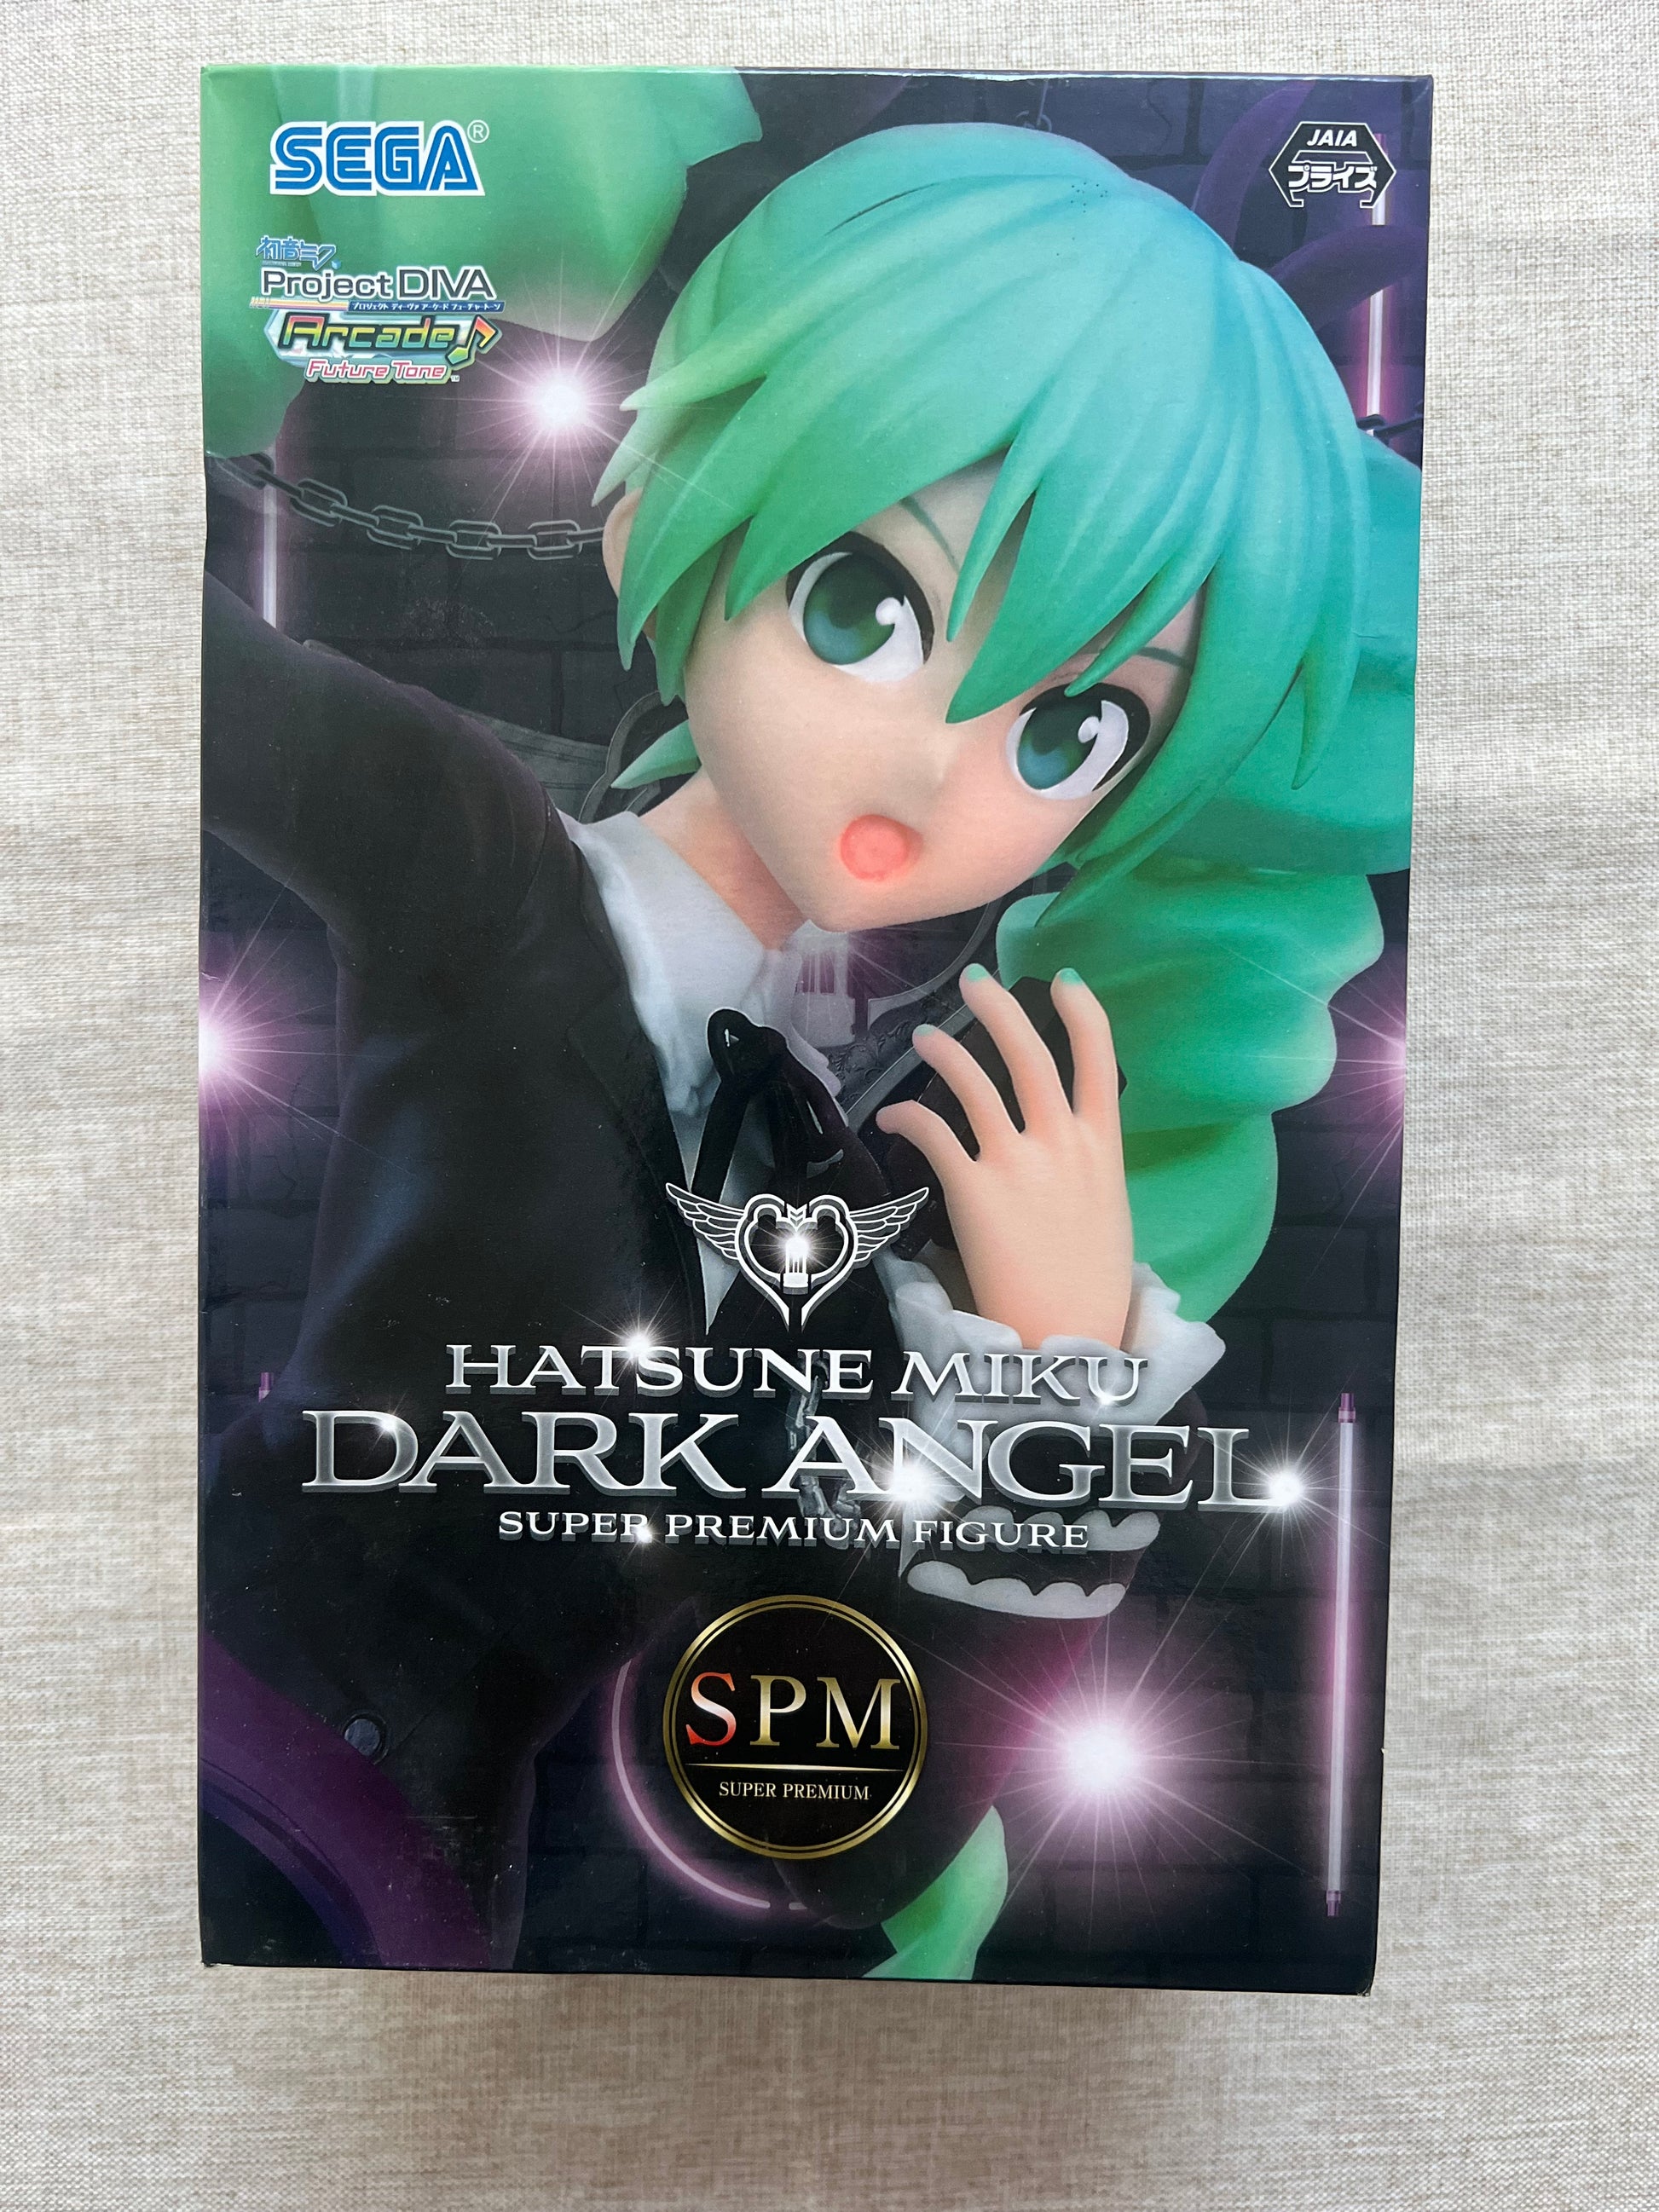 SEGA®
JAIA
プライズ
初音ミク
Project DIVA
プロジェクト ディーヴァ アーケード フューチャートーン
Arcade
Future Tone™
HATSUNE MIKU
DARK ANGEL
SUPER PREMIUM FIGURE
SPM
SUPER PREMIUM